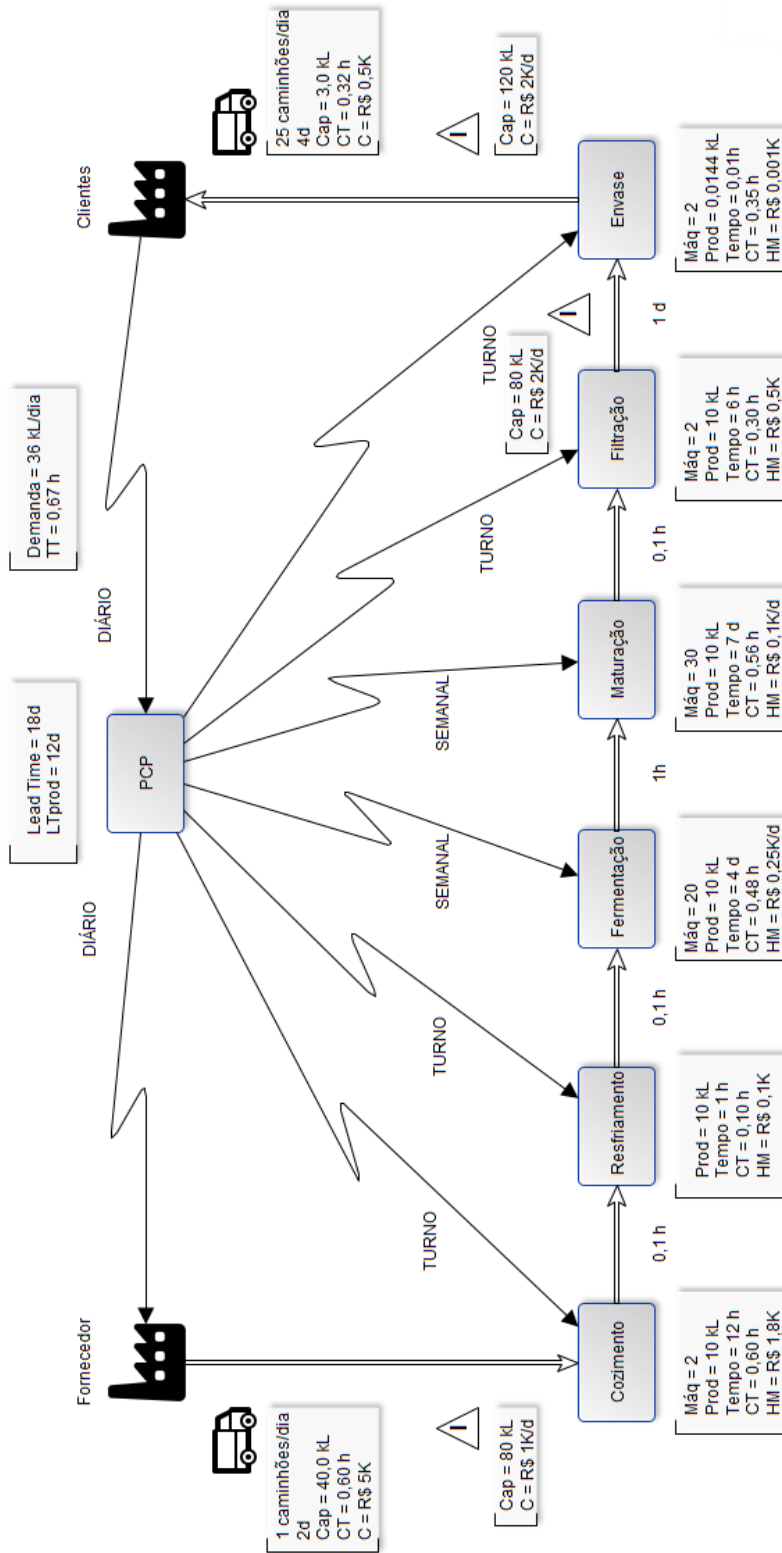 Fornecedor
Clientes
PCP
Lead Time = 18d
LTprod = 12d
Demanda = 36 kL/dia
TT = 0,67 h
DIÁRIO
DIÁRIO
1 caminhões/dia
2d
Cap = 40,0 kL
CT = 0,60 h
C = R$ 5K
25 caminhões/dia
4d
Cap = 3,0 kL
CT = 0,32 h
C = R$ 0,5K
TURNO
TURNO
SEMANAL
SEMANAL
TURNO
TURNO
I
Cap = 80 kL
C = R$ 1K/d
Cap = 80 kL
C = R$ 2K/d
I
I
Cap = 120 kL
C = R$ 2K/d
Cozimento
Resfriamento
Fermentação
Maturação
Filtração
Envase
0,1 h
0,1 h
1h
0,1 h
1 d
Máq = 2
Prod = 10 kL
Tempo = 12 h
CT = 0,60 h
HM = R$ 1,8K
Prod = 10 kL
Tempo = 1 h
CT = 0,10 h
HM = R$ 0,1K
Máq = 20
Prod = 10 kL
Tempo = 4 d
CT = 0,48 h
HM = R$ 0,25K/d
Máq = 30
Prod = 10 kL
Tempo = 7 d
CT = 0,56 h
HM = R$ 0,1K/d
Máq = 2
Prod = 10 kL
Tempo = 6 h
CT = 0,30 h
HM = R$ 0,5K
Máq = 2
Prod = 0,0144 kL
Tempo = 0,01h
CT = 0,35 h
HM = R$ 0,001K